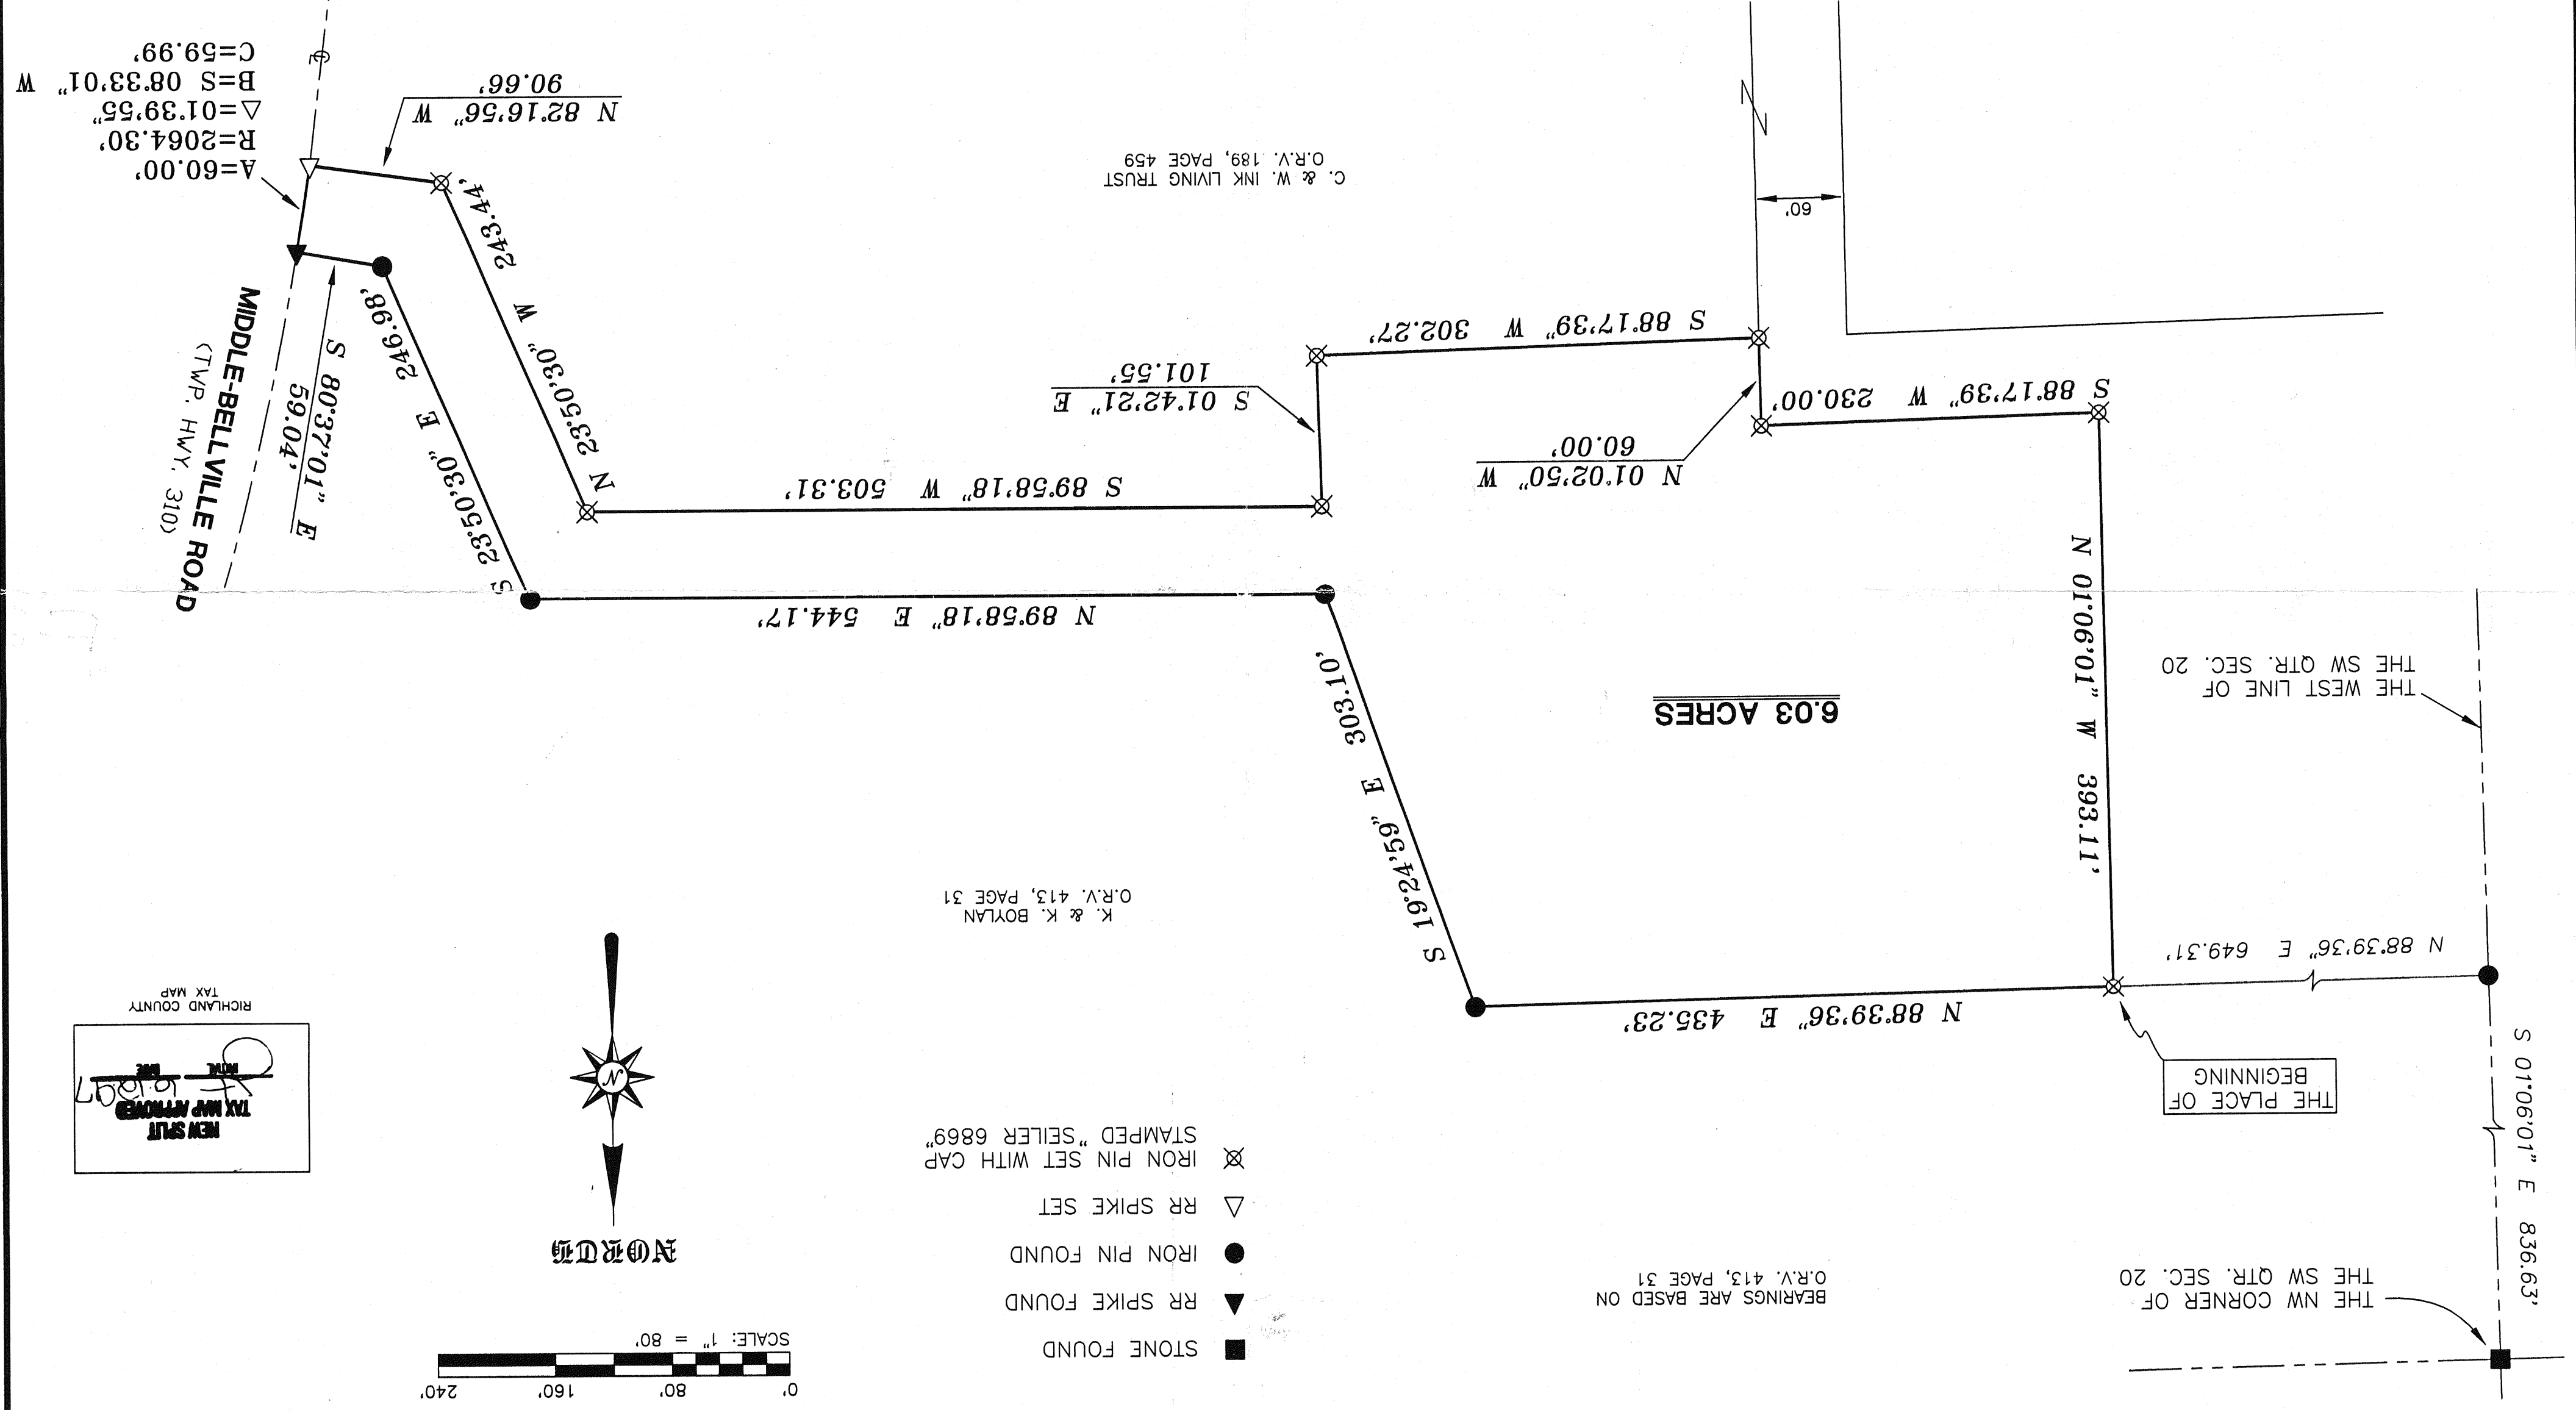 0' 80' 160' 240'
SCALE: 1" = 80'
STONE FOUND
RR SPIKE FOUND
IRON PIN FOUND
RR SPIKE SET
IRON PIN SET WITH CAP
STAMPED "SEILER 6869"
NORTH
N
BEARINGS ARE BASED ON
O.R.V. 413, PAGE 31
THE NW CORNER OF
THE SW QTR. SEC. 20
S 01°06'01" E 836.63'
THE PLACE OF
BEGINNING
NEW SPLIT
TAX MAP APPROVED
INITIAL DATE
RICHLAND COUNTY
TAX MAP
N 88°39'36" E 649.31'
N 88°39'36" E 435.23'
S 19°24'59" E 303.10'
K. & K. BOYLAN
O.R.V. 413, PAGE 31
THE WEST LINE OF
THE SW QTR. SEC. 20
N 01°06'01" W 393.11'
6.03 ACRES
N 89°58'18" E 544.17'
S 23°50'30" E 246.98'
S 80°37'01" E
59.04'
MIDDLE-BELLVILLE ROAD
(TWP. HWY. 310)
S 88°17'39" W 230.00'
N 01°02'50" W
60.00'
S 88°17'39" W 302.27'
S 01°42'21" E
101.55'
S 89°58'18" W 503.31'
N 23°50'30" W 243.44'
N 82°16'56" W
90.66'
A=60.00'
R=2064.30'
△=01°39'55"
B=S 08°33'01" W
C=59.99'
60'
C. & W. INK LIVING TRUST
O.R.V. 189, PAGE 459